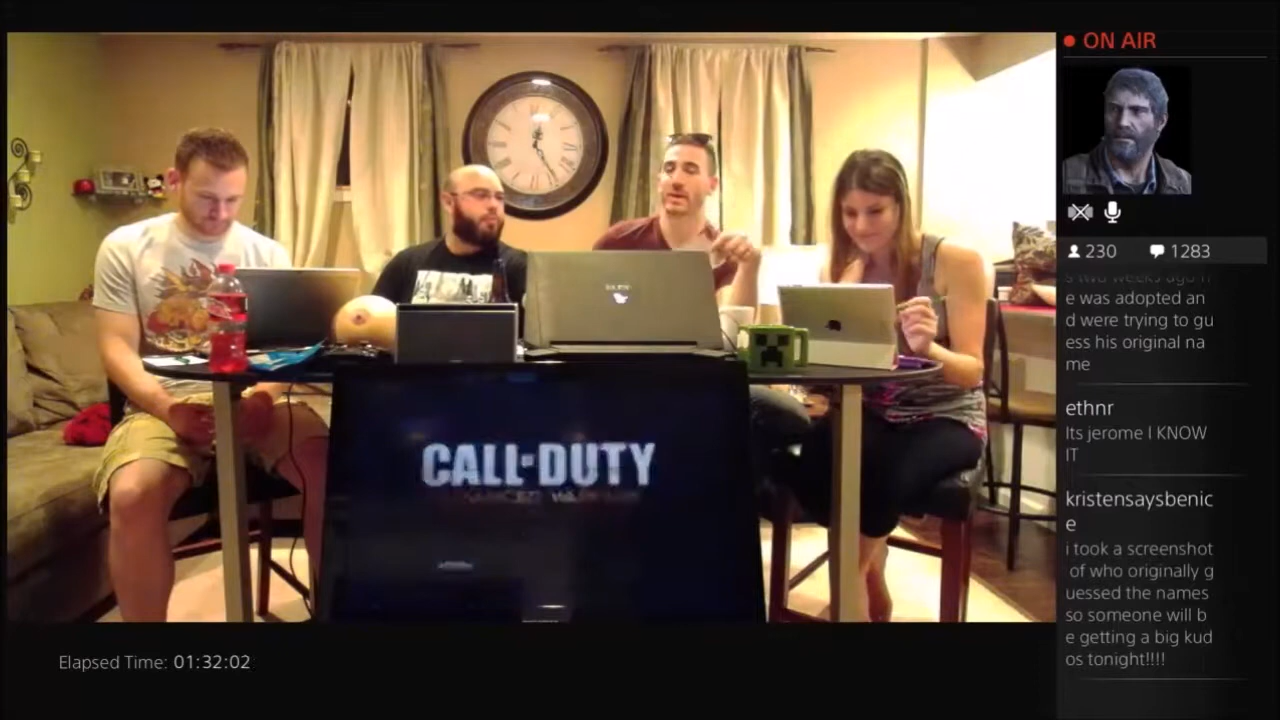 ON AIR
230 1283
e was adopted an
d were trying to gu
ess his original na
me
ethnr
Its jerome I KNOW
IT
kristensaysbenic
e
i took a screenshot
of who originally g
uessed the names
so someone will b
e getting a big kud
os tonight!!!!
CALL·DUTY
Elapsed Time: 01:32:02